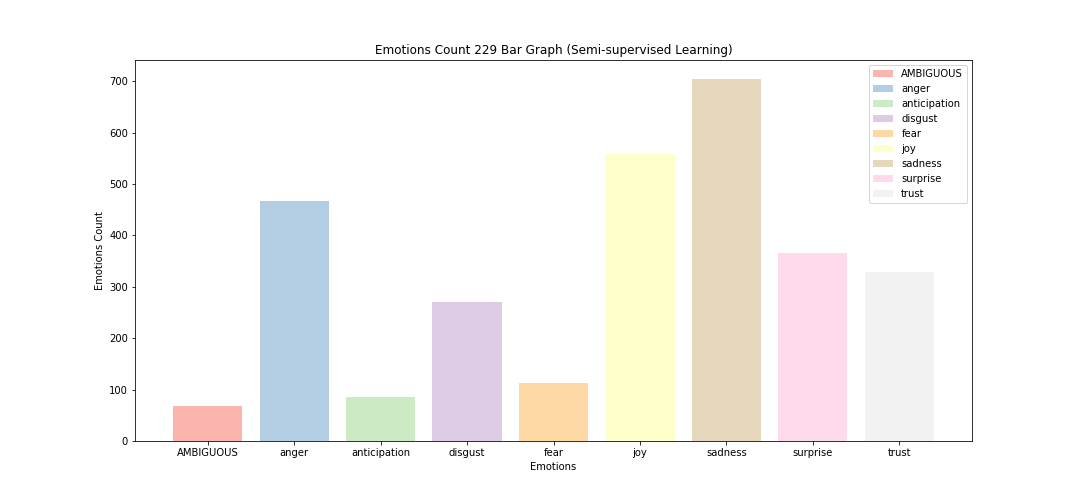 Emotions Count 229 Bar Graph (Semi-supervised Learning)
AMBIGUOUS
anger
anticipation
disgust
fear
joy
sadness
surprise
trust
700
600
500
400
300
200
100
0
Emotions Count
AMBIGUOUS anger anticipation disgust fear joy sadness surprise trust
Emotions